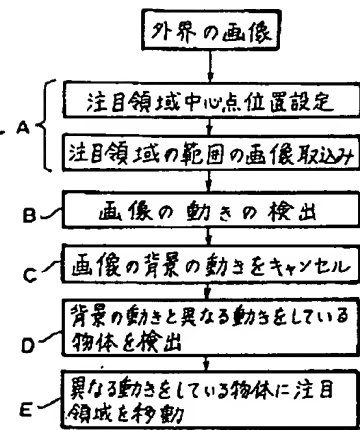 外界の画像
注目領域中心点位置設定
A
注目領域の範囲の画像取込み
B
画像の動きの検出
C
画像の背景の動きをキャンセル
背景の動きと異なる動きをしている
D
物体を検出
異なる動きをしている物体に注目
E
領域を移動